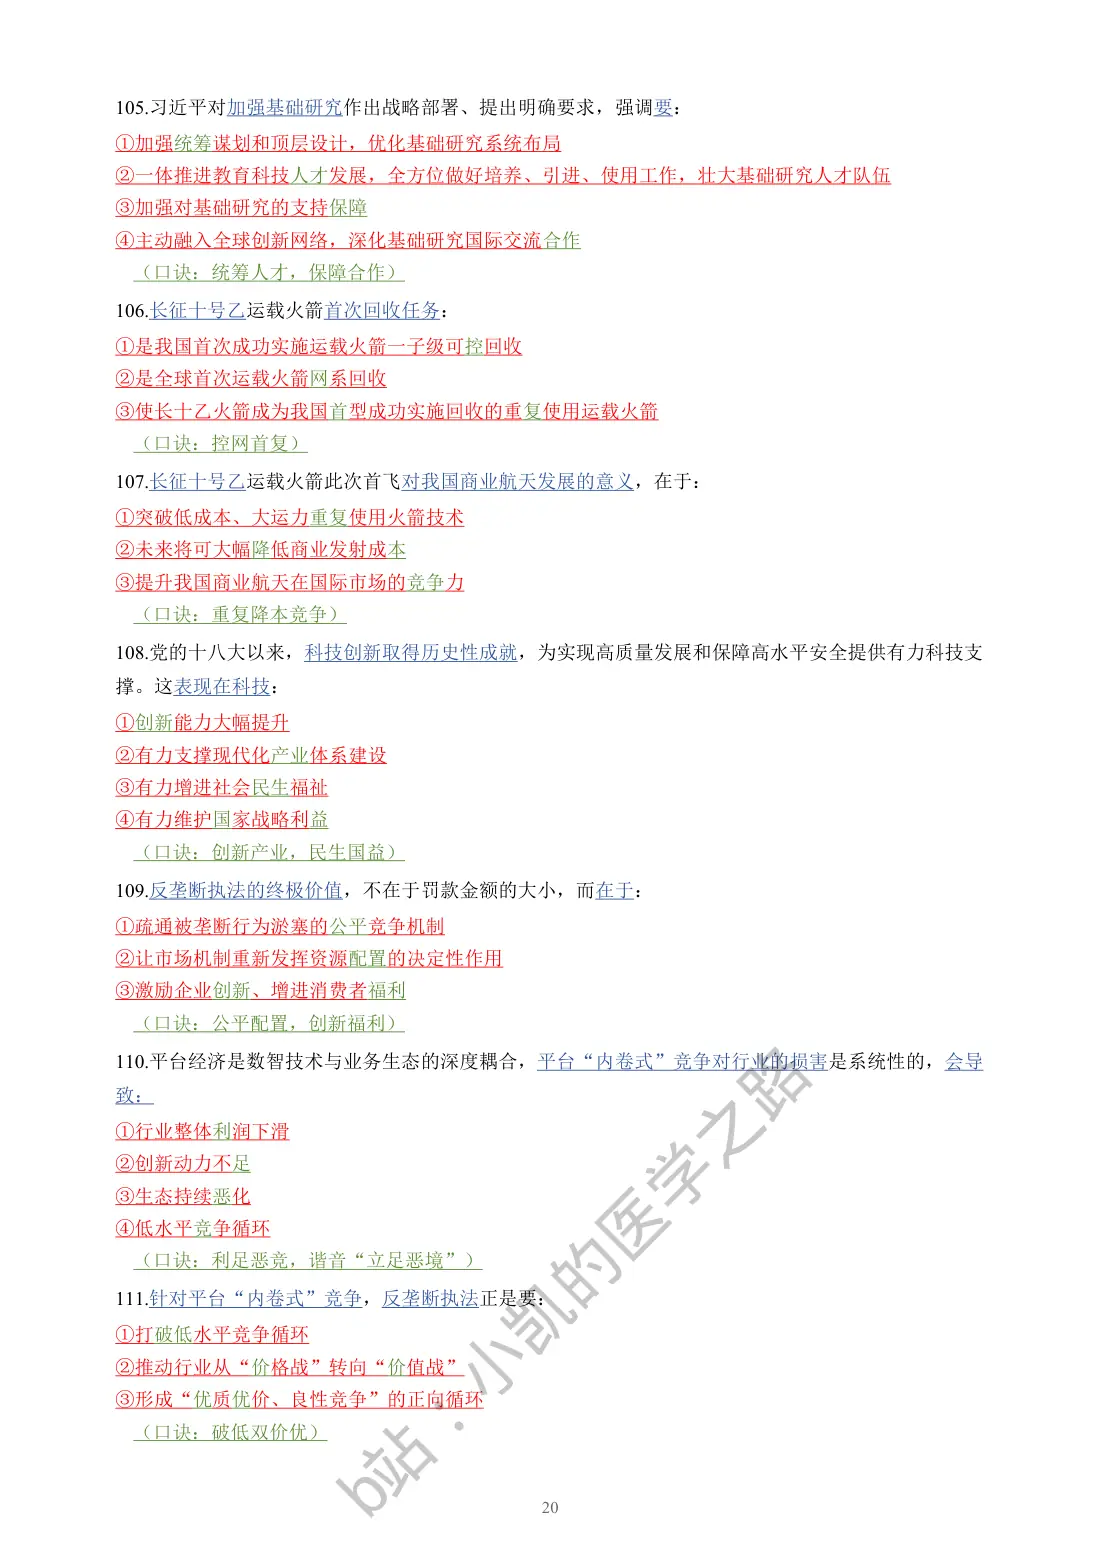 105.习近平对加强基础研究作出战略部署、提出明确要求，强调要：
①加强统筹谋划和顶层设计，优化基础研究系统布局
②一体推进教育科技人才发展，全方位做好培养、引进、使用工作，壮大基础研究人才队伍
③加强对基础研究的支持保障
④主动融入全球创新网络，深化基础研究国际交流合作
（口诀：统筹人才，保障合作）
106.长征十号乙运载火箭首次回收任务：
①是我国首次成功实施运载火箭一子级可控回收
②是全球首次运载火箭网系回收
③使长十乙火箭成为我国首型成功实施回收的重复使用运载火箭
（口诀：控网首复）
107.长征十号乙运载火箭此次首飞对我国商业航天发展的意义，在于：
①突破低成本、大运力重复使用火箭技术
②未来将可大幅降低商业发射成本
③提升我国商业航天在国际市场的竞争力
（口诀：重复降本竞争）
108.党的十八大以来，科技创新取得历史性成就，为实现高质量发展和保障高水平安全提供有力科技支
撑。这表现在科技：
①创新能力大幅提升
②有力支撑现代化产业体系建设
③有力增进社会民生福祉
④有力维护国家战略利益
（口诀：创新产业，民生国益）
109.反垄断执法的终极价值，不在于罚款金额的大小，而在于：
①疏通被垄断行为淤塞的公平竞争机制
②让市场机制重新发挥资源配置的决定性作用
③激励企业创新、增进消费者福利
（口诀：公平配置，创新福利）
110.平台经济是数智技术与业务生态的深度耦合，平台“内卷式”竞争对行业的损害是系统性的，会导
致：
①行业整体利润下滑
②创新动力不足
③生态持续恶化
④低水平竞争循环
（口诀：利足恶竞，谐音“立足恶境”）
111.针对平台“内卷式”竞争，反垄断执法正是要：
①打破低水平竞争循环
②推动行业从“价格战”转向“价值战”
③形成“优质优价、良性竞争”的正向循环
（口诀：破低双价优）
b站：小凯的医学之路
20